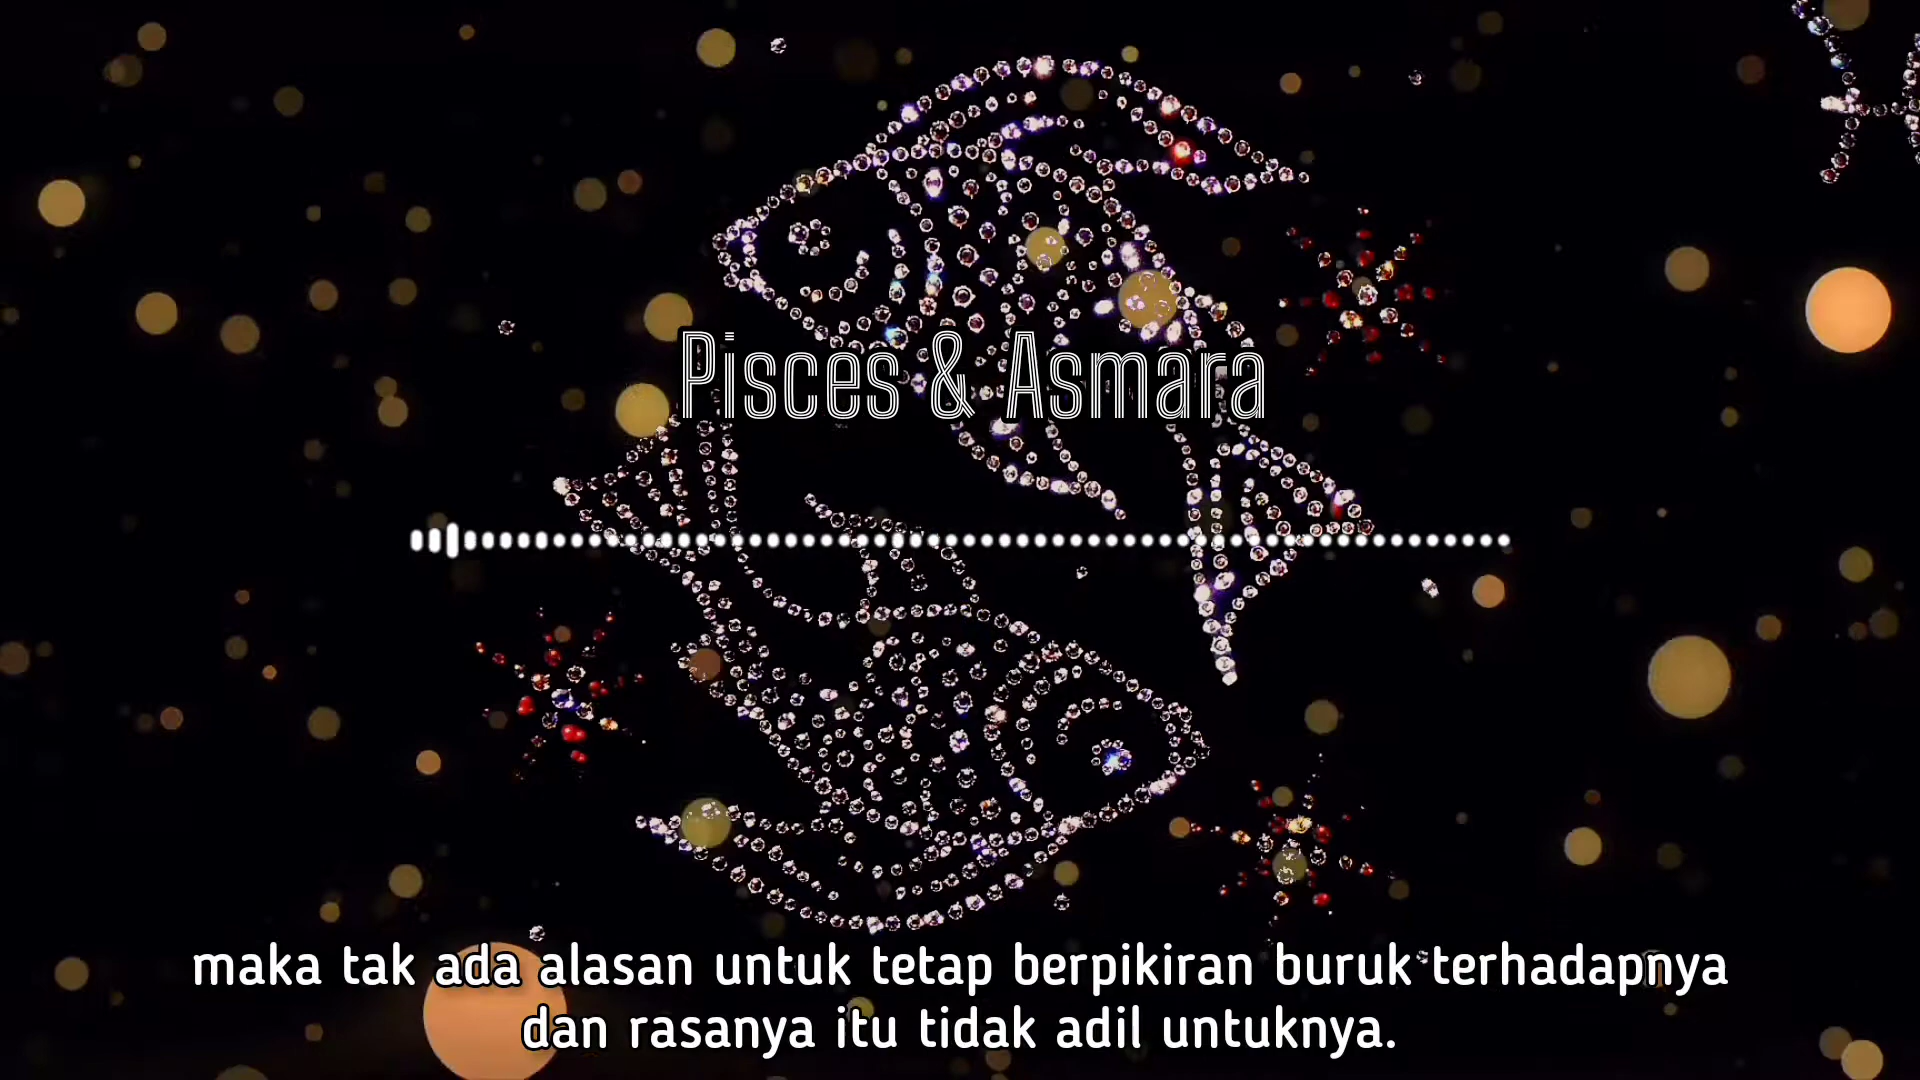 Pisces & Asmara
maka tak ada alasan untuk tetap berpikiran buruk terhadapnya
dan rasanya itu tidak adil untuknya.